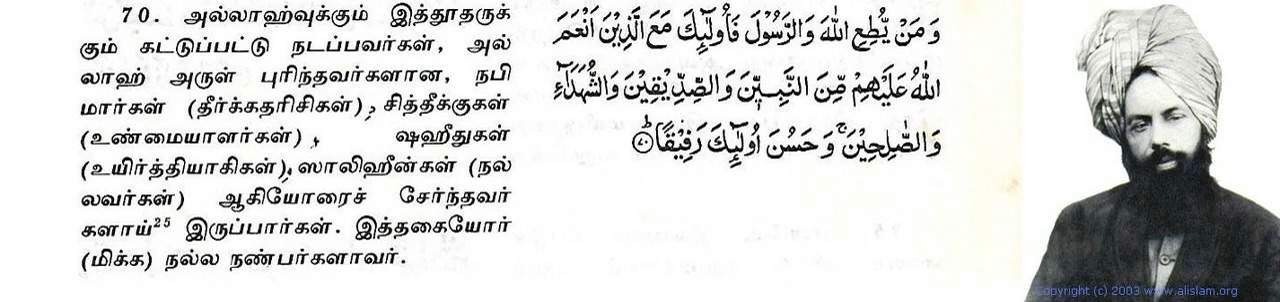 70. அல்லாஹ்வுக்கும் இத்தூதருக்
கும் கட்டுப்பட்டு நடப்பவர்கள், அல்
லாஹ் அருள் புரிந்தவர்களான, நபி
மார்கள் (தீர்க்கதரிசிகள்), சித்தீக்குகள்
(உண்மையாளர்கள்), ஷஹீதுகள்
(உயிர்த்தியாகிகள்), ஸாலிஹீன்கள் (நல்
லவர்கள்) ஆகியோரைச் சேர்ந்தவர்
களாய்25 இருப்பார்கள். இத்தகையோர்
(மிக்க) நல்ல நண்பர்களாவர்.
وَ مَنْ يُّطِعِ اللّٰهَ وَالرَّسُوْلَ فَاُولٰٓئِكَ مَعَ الَّذِيْنَ اَنْعَمَ
اللّٰهُ عَلَيْهِمْ مِّنَ النَّبِيّٖنَ وَالصِّدِّيْقِيْنَ وَالشُّهَدَآءِ
وَالصّٰلِحِيْنَ ۚ وَ حَسُنَ اُولٰٓئِكَ رَفِيْقًا ؕ ۷۰
Copyright (c) 2003 www.alislam.org